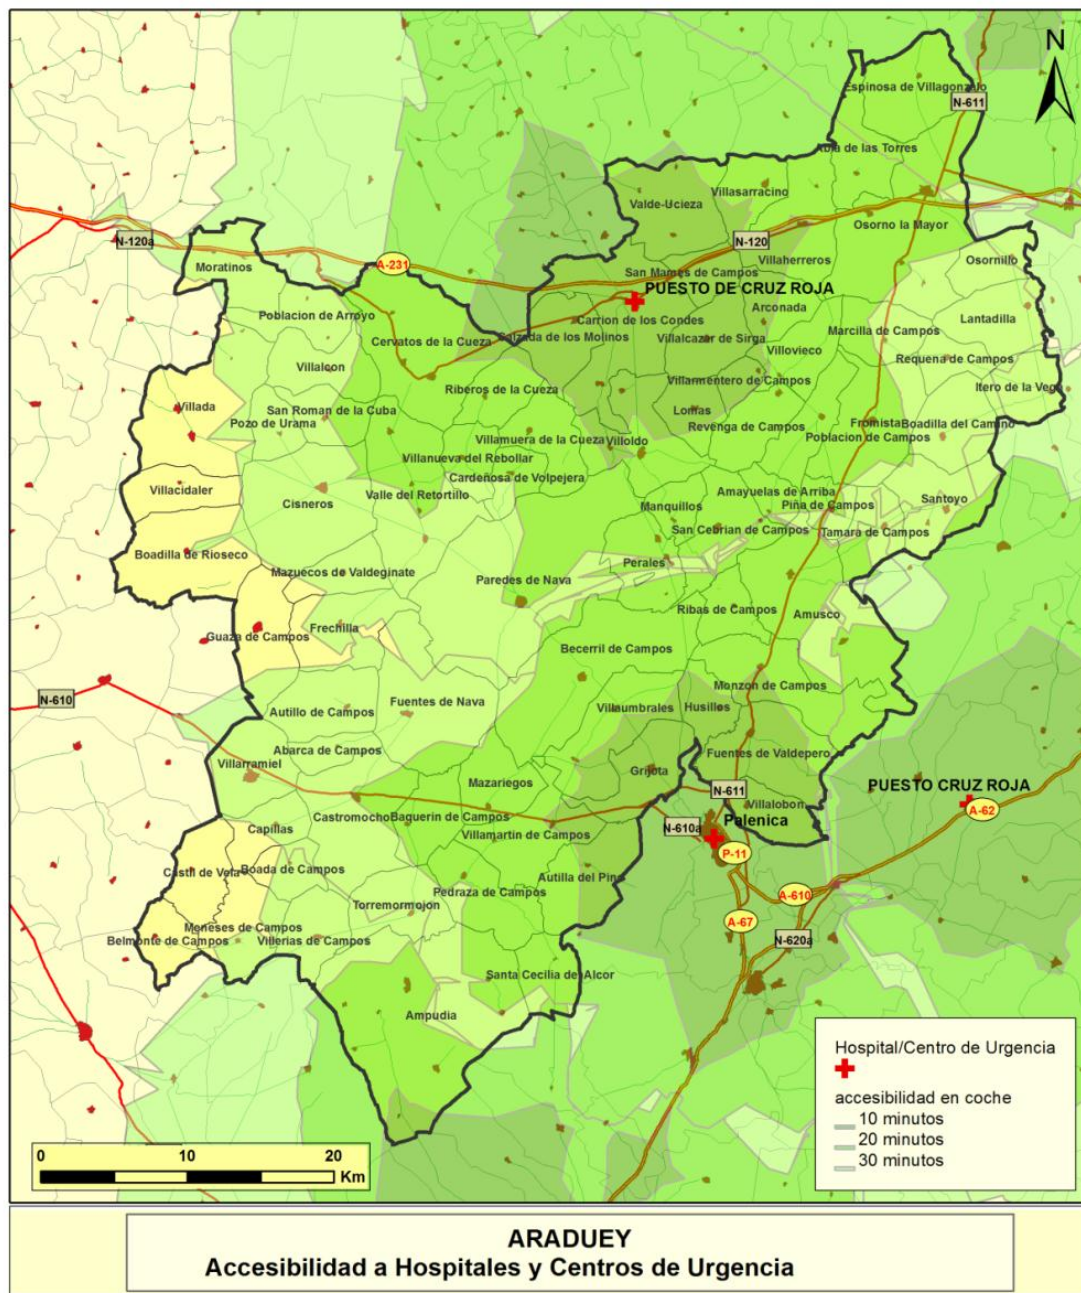 N
Espinosa de Villagonzalo
N-611
Abia de las Torres
Villasarracino
Valde-Ucieza
Osorno la Mayor
N-120a
N-120
Villaherreros
Osornillo
Moratinos
A-231
San Mames de Campos
PUESTO DE CRUZ ROJA
Arconada
Poblacion de Arroyo
Carrion de los Condes
Lantadilla
Cervatos de la Cueza
Calzada de los Molinos
Villalcazar de Sirga
Marcilla de Campos
Villovieco
Requena de Campos
Villalcon
Riberos de la Cueza
Villarmentero de Campos
Itero de la Vega
Villada
San Roman de la Cuba
Lomas
Pozo de Urama
Revenga de Campos
Fromista
Boadilla del Camino
Villamuera de la Cueza
Villoldo
Poblacion de Campos
Villanueva del Rebollar
Cardeñosa de Volpejera
Villacidaler
Valle del Retortillo
Amayuelas de Arriba
Cisneros
Manquillos
Piña de Campos
Santoyo
San Cebrian de Campos
Tamara de Campos
Boadilla de Rioseco
Perales
Mazuecos de Valdeginate
Paredes de Nava
Ribas de Campos
Amusco
Guaza de Campos
Frechilla
Becerril de Campos
Monzon de Campos
N-610
Fuentes de Nava
Autillo de Campos
Villaumbrales
Husillos
Abarca de Campos
Fuentes de Valdepero
Villarramiel
Grijota
Mazariegos
PUESTO CRUZ ROJA
N-611
Villalobon
A-62
Castromocho
Baguerin de Campos
Palenica
Capillas
Villamartin de Campos
N-610a
P-11
Castil de Vela
Boada de Campos
Autilla del Pino
Pedraza de Campos
A-610
Torremormojon
A-67
Meneses de Campos
Belmonte de Campos
Villerias de Campos
N-620a
Santa Cecilia de Alcor
Ampudia
Hospital/Centro de Urgencia
accesibilidad en coche
10 minutos
20 minutos
30 minutos
0 10 20
Km
ARADUEY
Accesibilidad a Hospitales y Centros de Urgencia